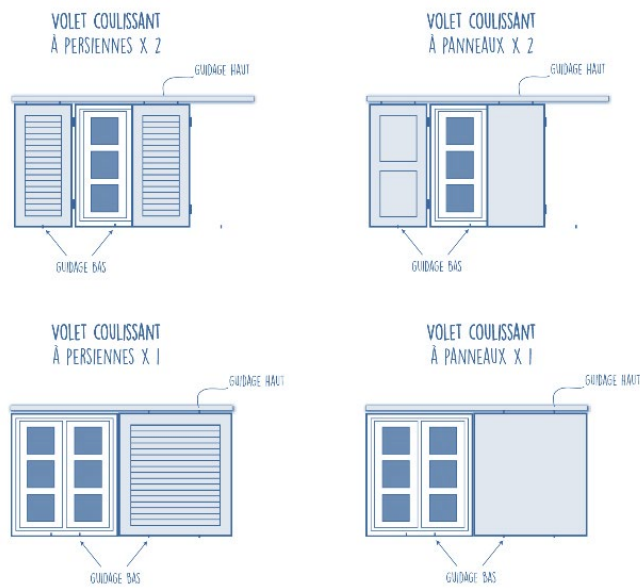 VOLET COULISSANT
À PERSIENNES X 2
GUIDAGE HAUT
GUIDAGE BAS
VOLET COULISSANT
À PANNEAUX X 2
GUIDAGE HAUT
GUIDAGE BAS
VOLET COULISSANT
À PERSIENNES X 1
GUIDAGE HAUT
GUIDAGE BAS
VOLET COULISSANT
À PANNEAUX X 1
GUIDAGE HAUT
GUIDAGE BAS